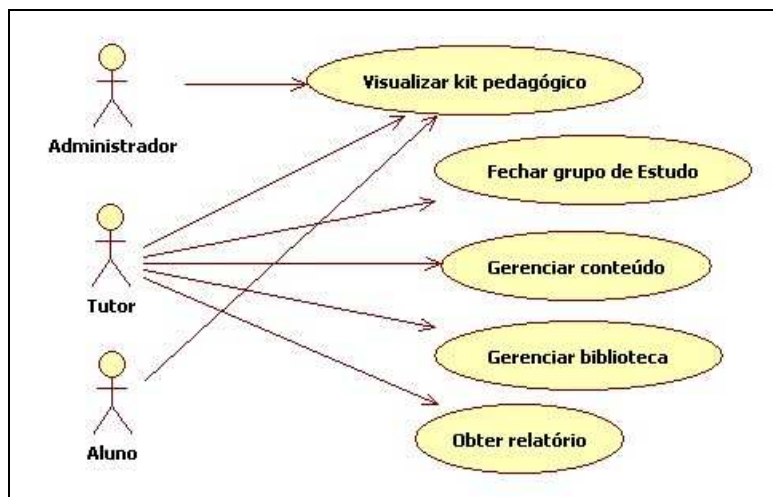 Visualizar kit pedagógico
Administrador
Fechar grupo de Estudo
Gerenciar conteúdo
Tutor
Gerenciar biblioteca
Obter relatório
Aluno